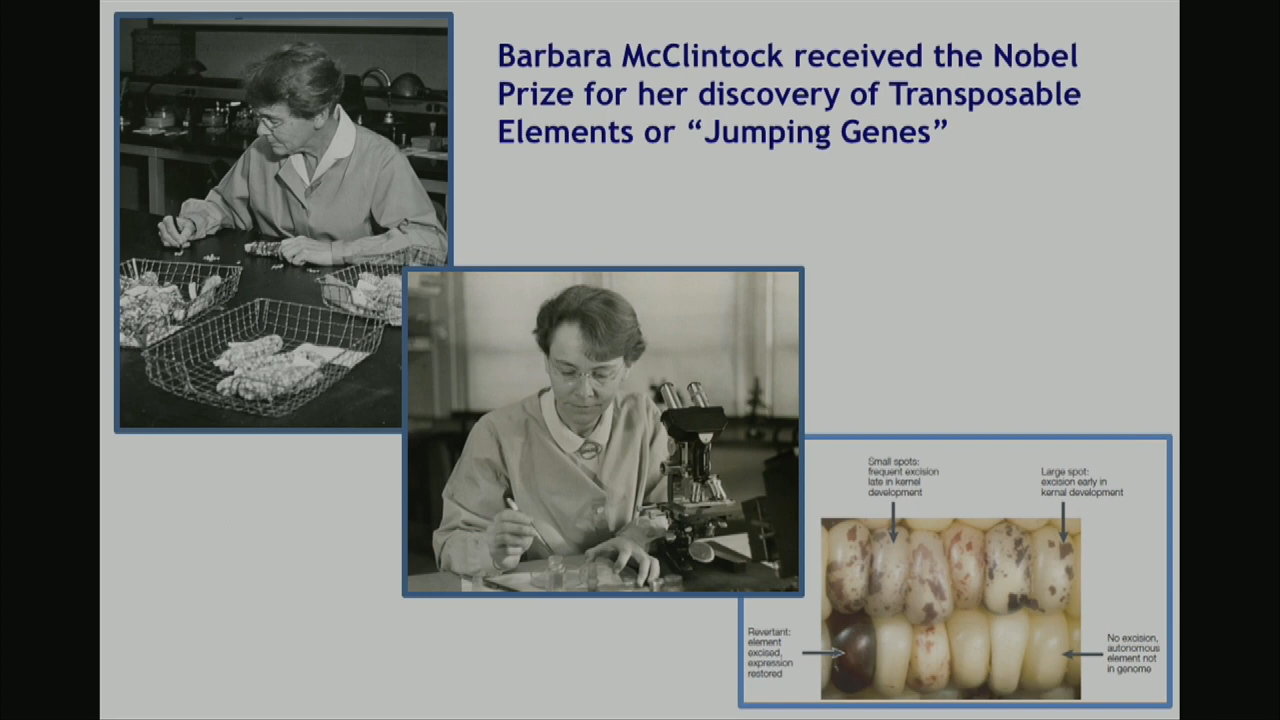 Barbara McClintock received the Nobel
Prize for her discovery of Transposable
Elements or “Jumping Genes”
Small spots:
frequent excision
late in kernel
development
Large spot:
excision early in
kernal development
Revertant:
element
excised,
expression
restored
No excision,
autonomous
element not
in genome